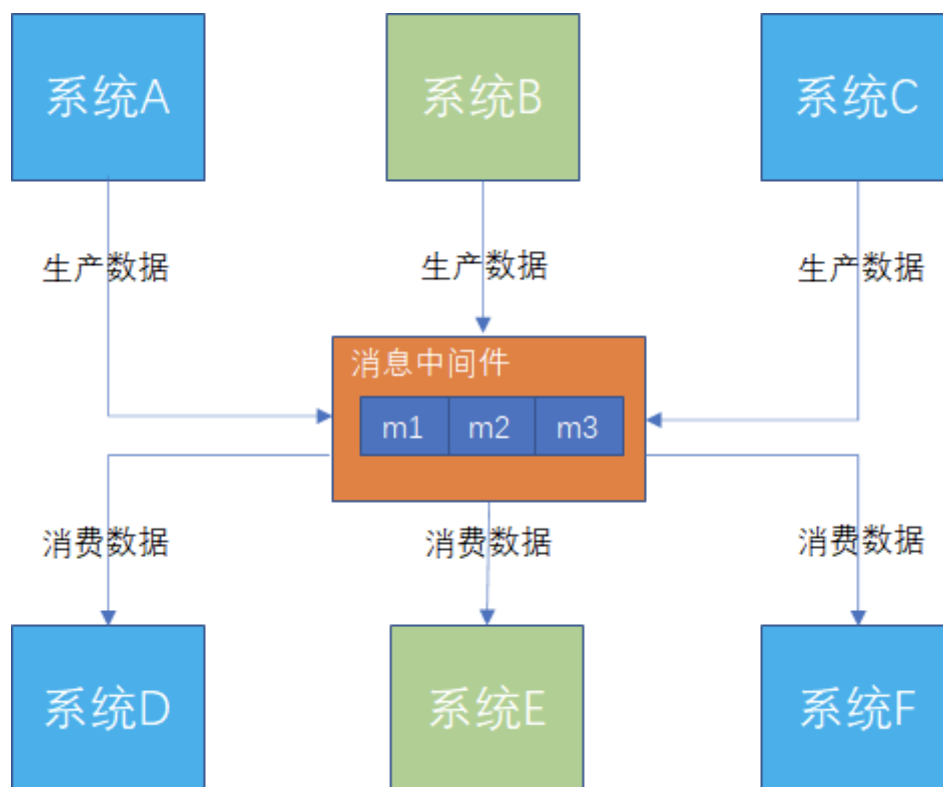 系统A
系统B
系统C
生产数据
生产数据
生产数据
消息中间件
m1
m2
m3
消费数据
消费数据
消费数据
系统D
系统E
系统F